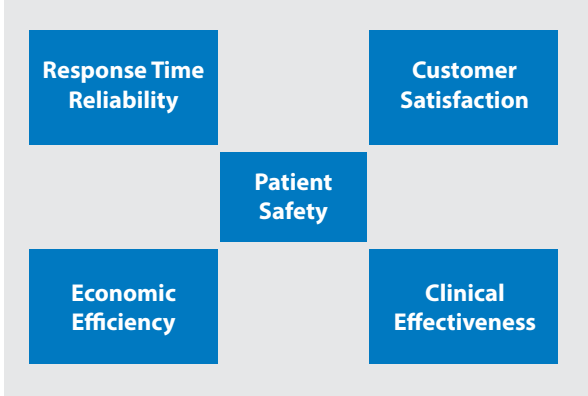 Response Time
Reliability
Customer
Satisfaction
Patient
Safety
Economic
Efficiency
Clinical
Effectiveness